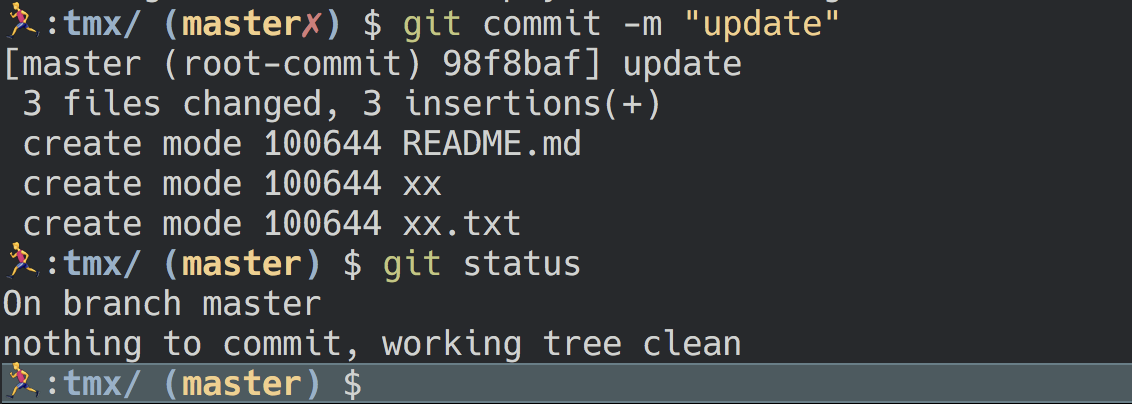 🏃:tmx/ (master✗) $ git commit -m "update"
[master (root-commit) 98f8baf] update
 3 files changed, 3 insertions(+)
 create mode 100644 README.md
 create mode 100644 xx
 create mode 100644 xx.txt
🏃:tmx/ (master) $ git status
On branch master
nothing to commit, working tree clean
🏃:tmx/ (master) $